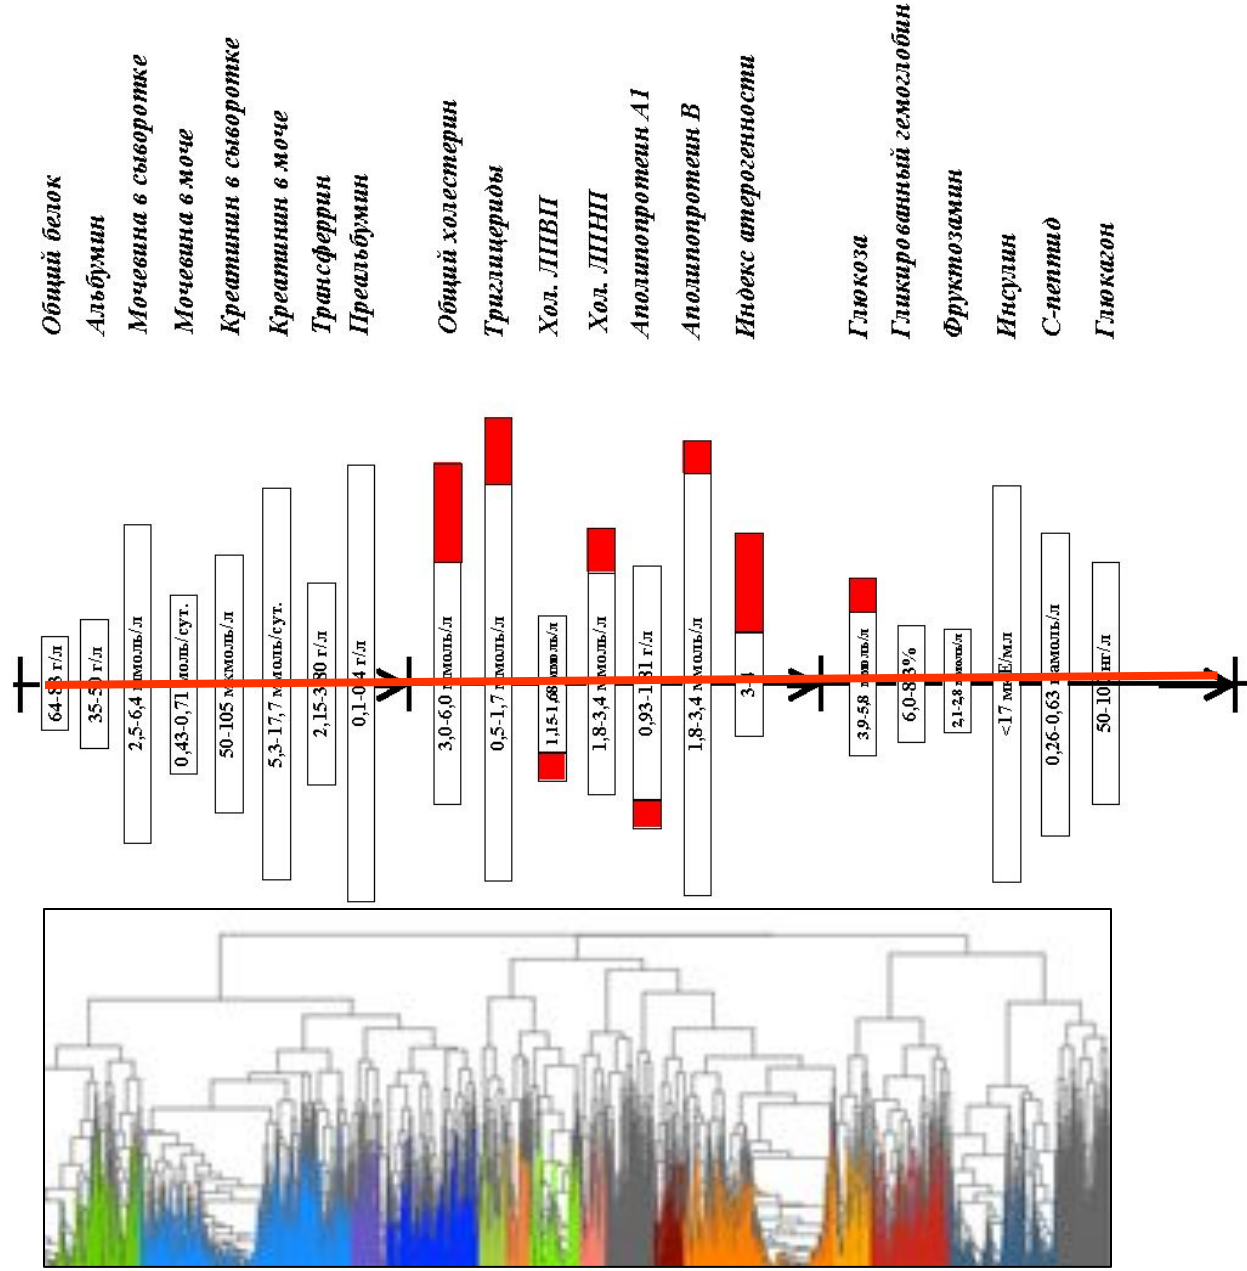 Общий белок
Альбумин
Мочевина в сыворотке
Мочевина в моче
Креатинин в сыворотке
Креатинин в моче
Трансферрин
Преальбумин
Общий холестерин
Триглицериды
Хол. ЛПВП
Хол. ЛПНП
Аполипопротеин А1
Аполипопротеин В
Индекс атерогенности
Глюкоза
Гликированный гемоглобин
Фруктозамин
Инсулин
С-пептид
Глюкагон
64-83 г/л
35-50 г/л
2,5-6,4 ммоль/л
0,43-0,71 моль/сут.
50-105 мкмоль/л
5,3-17,7 ммоль/сут.
2,15-3,80 г/л
0,1-0,4 г/л
3,0-6,0 ммоль/л
0,5-1,7 ммоль/л
1,15-1,68 ммоль/л
1,8-3,4 ммоль/л
0,93-1,81 г/л
1,8-3,4 ммоль/л
3-4
3,9-5,8 ммоль/л
6,0-8,3%
2,1-2,8 ммоль/л
<17 мкЕ/мл
0,26-0,63
нг/л